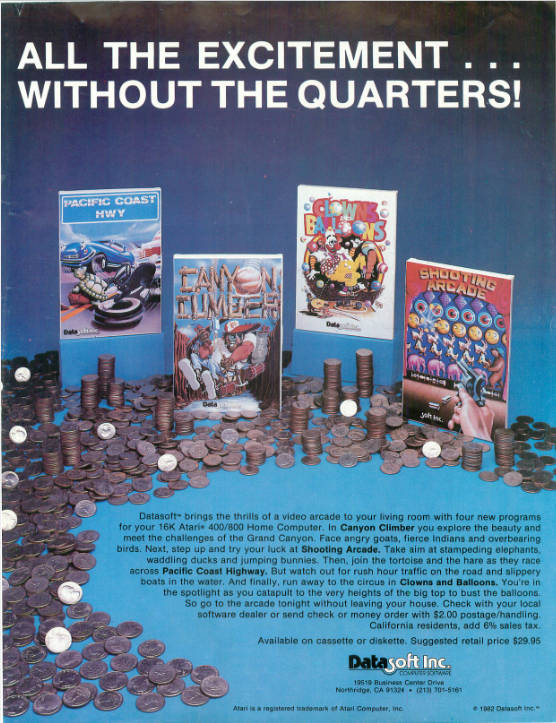 ALL THE EXCITEMENT . . .
WITHOUT THE QUARTERS!
PACIFIC COAST
HWY
CLOWNS
BALLOONS
CANYON
CLIMBER
SHOOTING
ARCADE
Datasoft Inc.
Datasoft Inc.
Data
soft Inc.
Datasoft™ brings the thrills of a video arcade to your living room with four new programs
for your 16K Atari® 400/800 Home Computer. In Canyon Climber you explore the beauty and
meet the challenges of the Grand Canyon. Face angry goats, fierce Indians and overbearing
birds. Next, step up and try your luck at Shooting Arcade. Take aim at stampeding elephants,
waddling ducks and jumping bunnies. Then, join the tortoise and the hare as they race
across Pacific Coast Highway. But watch out for rush hour traffic on the road and slippery
boats in the water. And finally, run away to the circus in Clowns and Balloons. You're in
the spotlight as you catapult to the very heights of the big top to bust the balloons.
So go to the arcade tonight without leaving your house. Check with your local
software dealer or send check or money order with $2.00 postage/handling.
California residents, add 6% sales tax.
Available on cassette or diskette. Suggested retail price $29.95
Datasoft Inc.
COMPUTER SOFTWARE
19519 Business Center Drive
Northridge, CA 91324 • (213) 701-5161
Atari is a registered trademark of Atari Computer, Inc.
© 1982 Datasoft Inc.™